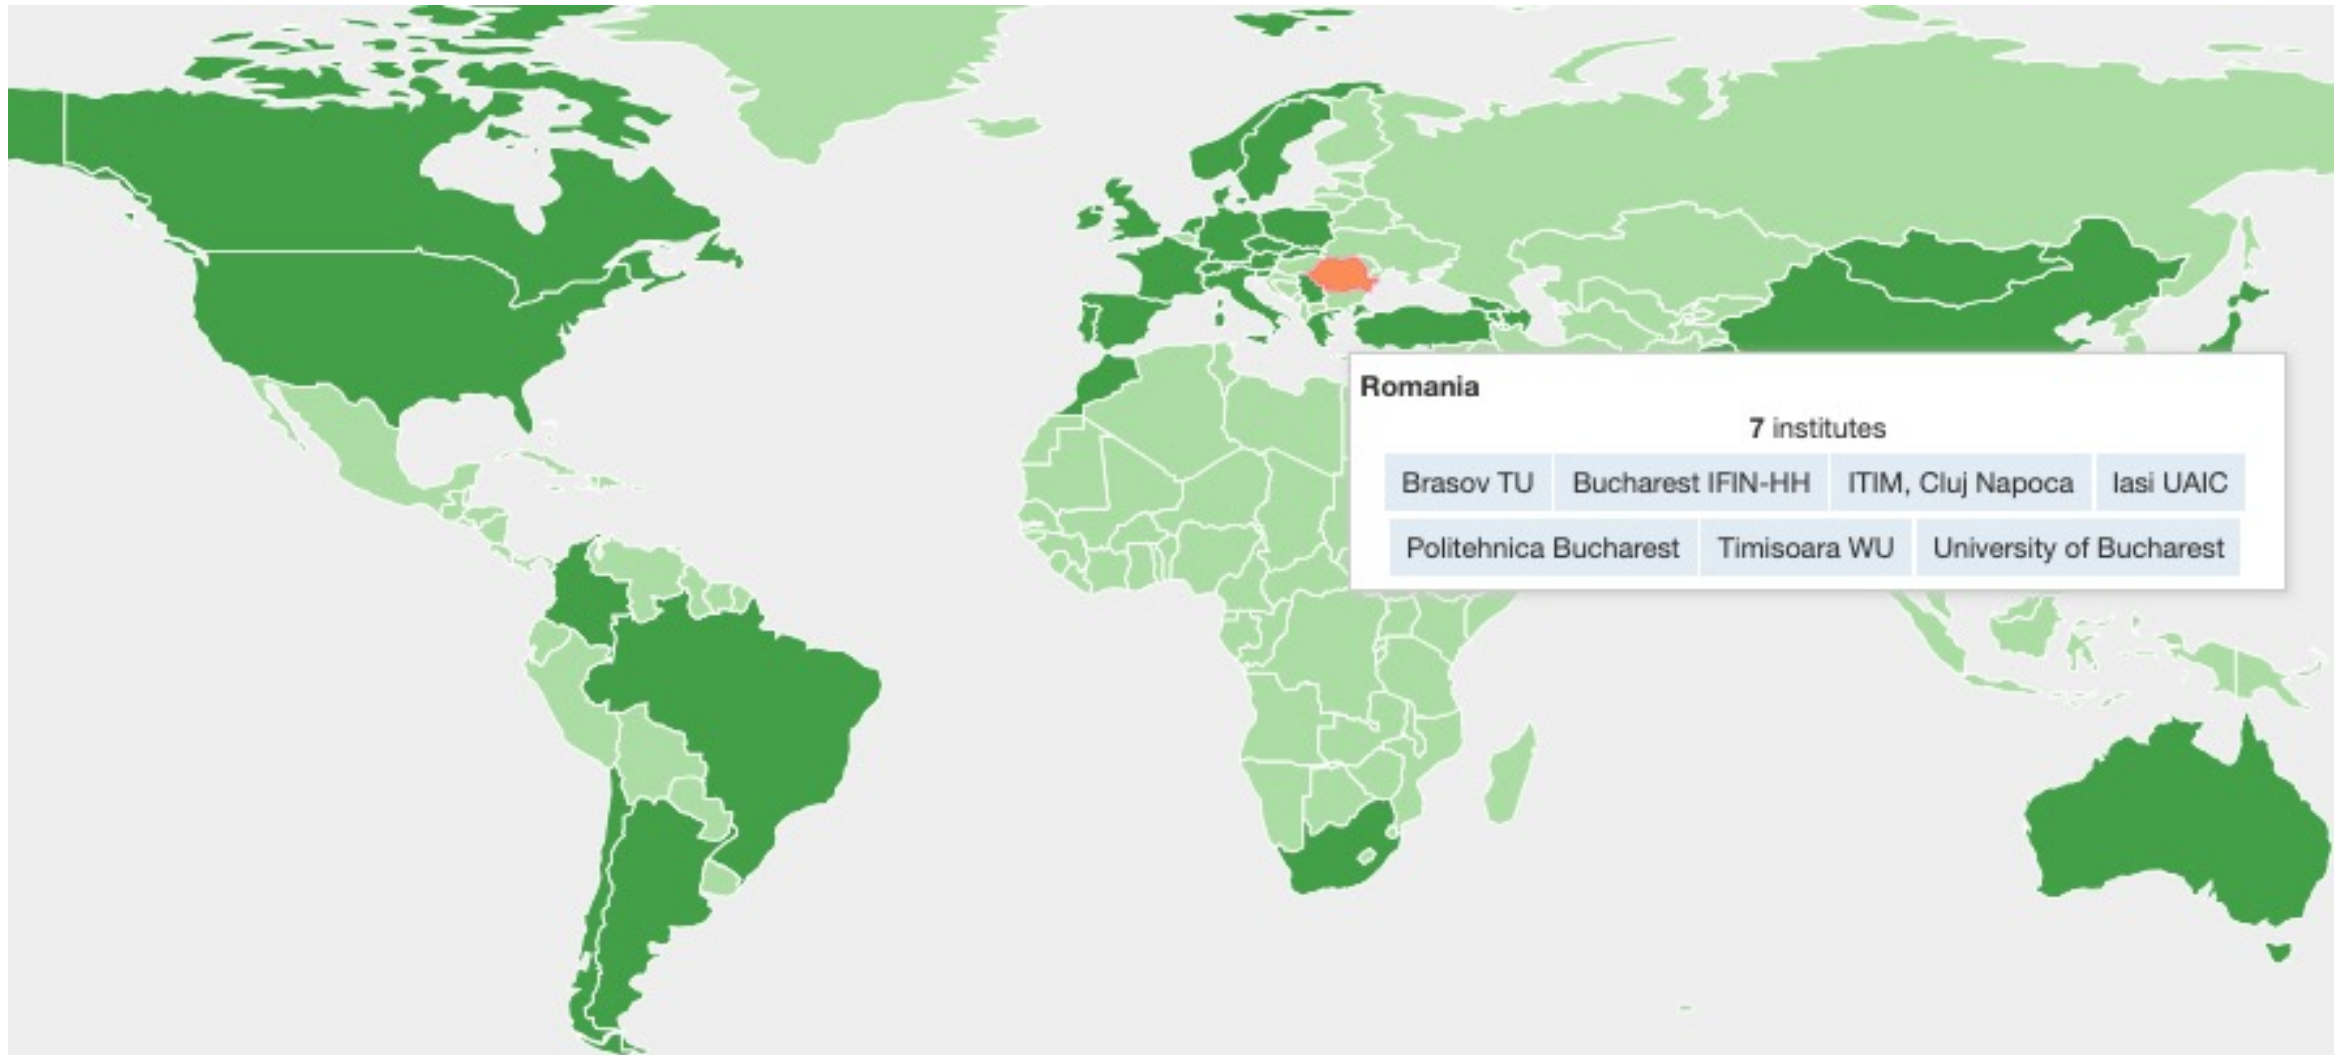 Romania
7 institutes
Brasov TU Bucharest IFIN-HH ITIM, Cluj Napoca Iasi UAIC
Politehnica Bucharest Timisoara WU University of Bucharest